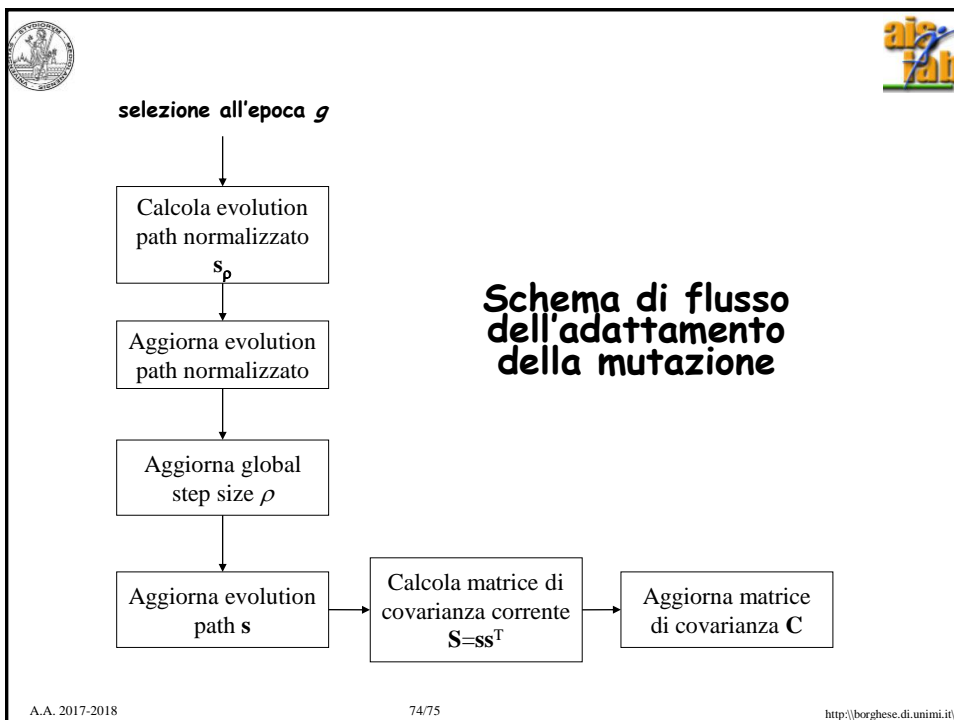 selezione all'epoca g
Calcola evolution
path normalizzato
sρ
Aggiorna evolution
path normalizzato
Aggiorna global
step size ρ
Aggiorna evolution
path s
Calcola matrice di
covarianza corrente
S=ssᵀ
Aggiorna matrice
di covarianza C
Schema di flusso
dell'adattamento
della mutazione
A.A. 2017-2018
74/75
http:\\borghese.di.unimi.it\